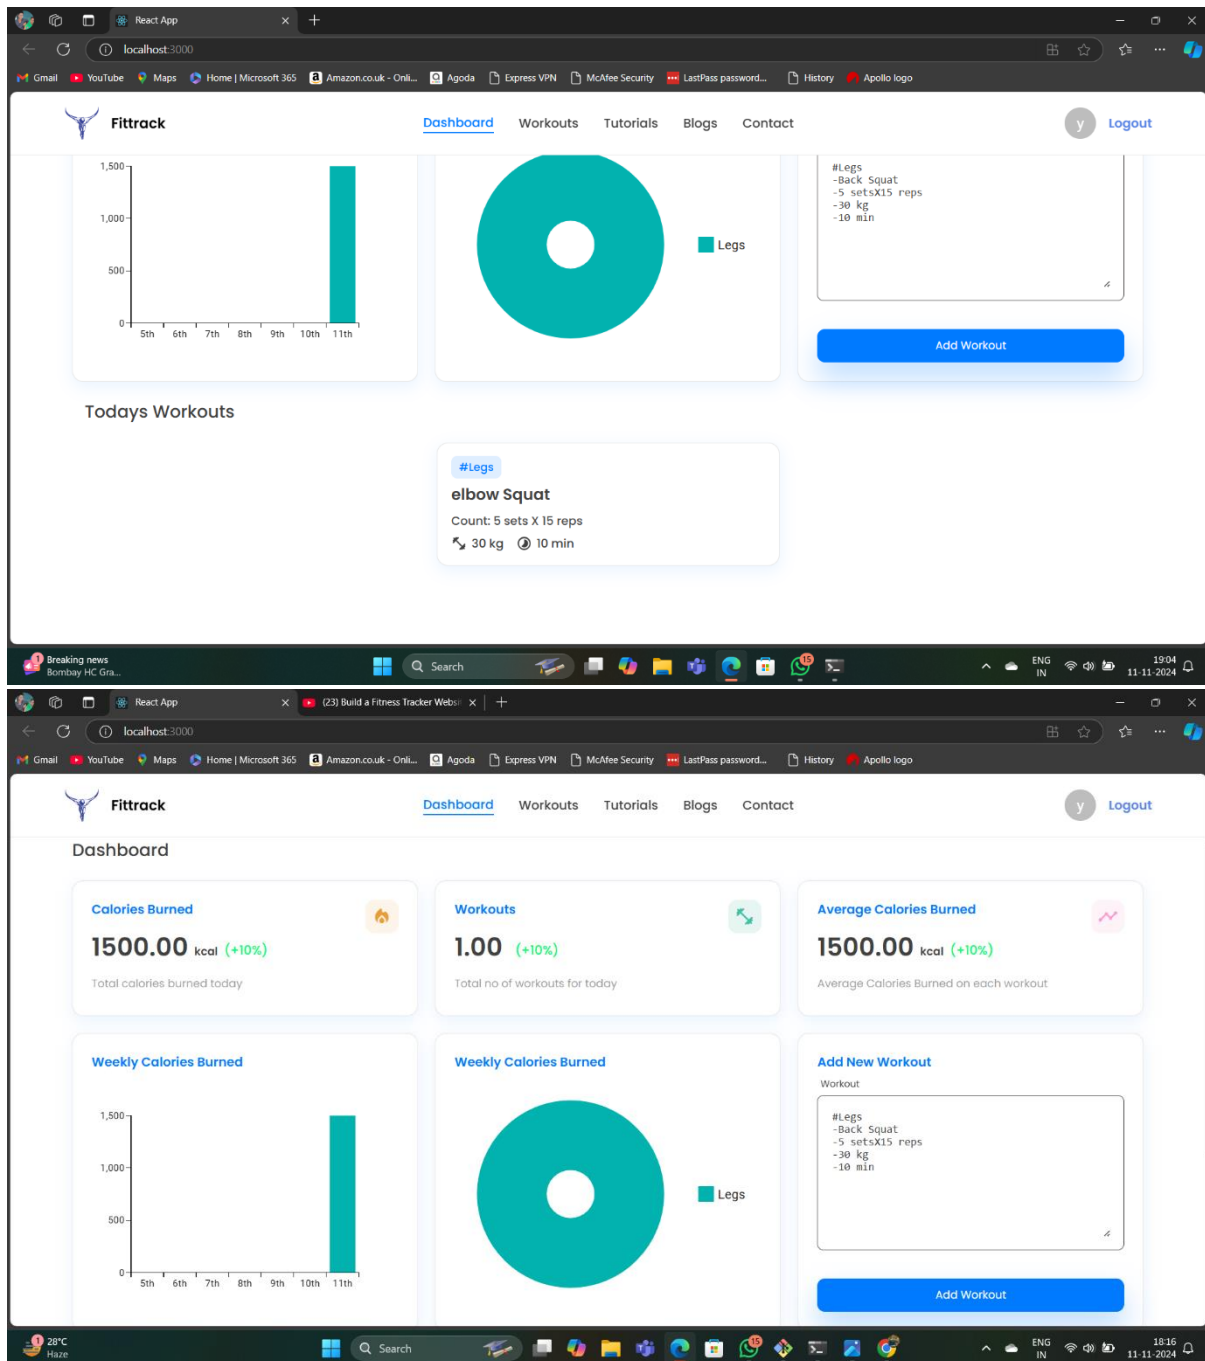 React App
localhost:3000
Gmail YouTube Maps Home | Microsoft 365 Amazon.co.uk - Onli... Agoda Express VPN McAfee Security LastPass password... History Apollo logo
Fittrack Dashboard Workouts Tutorials Blogs Contact y Logout
1,500
1,000
500
0
5th 6th 7th 8th 9th 10th 11th
Legs
#Legs
-Back Squat
-5 setsX15 reps
-30 kg
-10 min
Add Workout
Todays Workouts
#Legs
elbow Squat
Count: 5 sets X 15 reps
30 kg 10 min
1 Breaking news
Bombay HC Gra...
Search
15
ENG
IN
19:04
11-11-2024
React App (23) Build a Fitness Tracker Websi
localhost:3000
Gmail YouTube Maps Home | Microsoft 365 Amazon.co.uk - Onli... Agoda Express VPN McAfee Security LastPass password... History Apollo logo
Fittrack Dashboard Workouts Tutorials Blogs Contact y Logout
Dashboard
Calories Burned
1500.00 kcal (+10%)
Total calories burned today
Workouts
1.00 (+10%)
Total no of workouts for today
Average Calories Burned
1500.00 kcal (+10%)
Average Calories Burned on each workout
Weekly Calories Burned
1,500
1,000
500
0
5th 6th 7th 8th 9th 10th 11th
Weekly Calories Burned
Legs
Add New Workout
Workout
#Legs
-Back Squat
-5 setsX15 reps
-30 kg
-10 min
Add Workout
1 28°C
Haze
Search
15
ENG
IN
18:16
11-11-2024